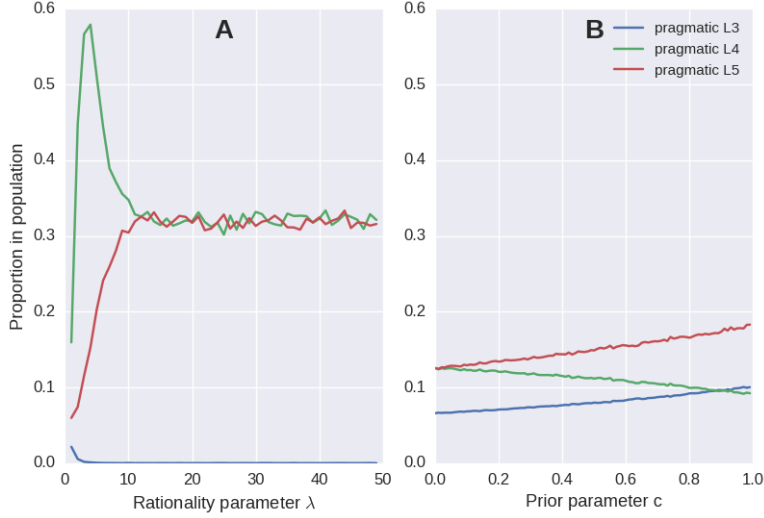 0.6
0.5
0.4
0.3
0.2
0.1
0.0
0 10 20 30 40 50
Proportion in population
Rationality parameter λ
A
0.6
0.5
0.4
0.3
0.2
0.1
0.0
0.0 0.2 0.4 0.6 0.8 1.0
Prior parameter c
B
pragmatic L3
pragmatic L4
pragmatic L5